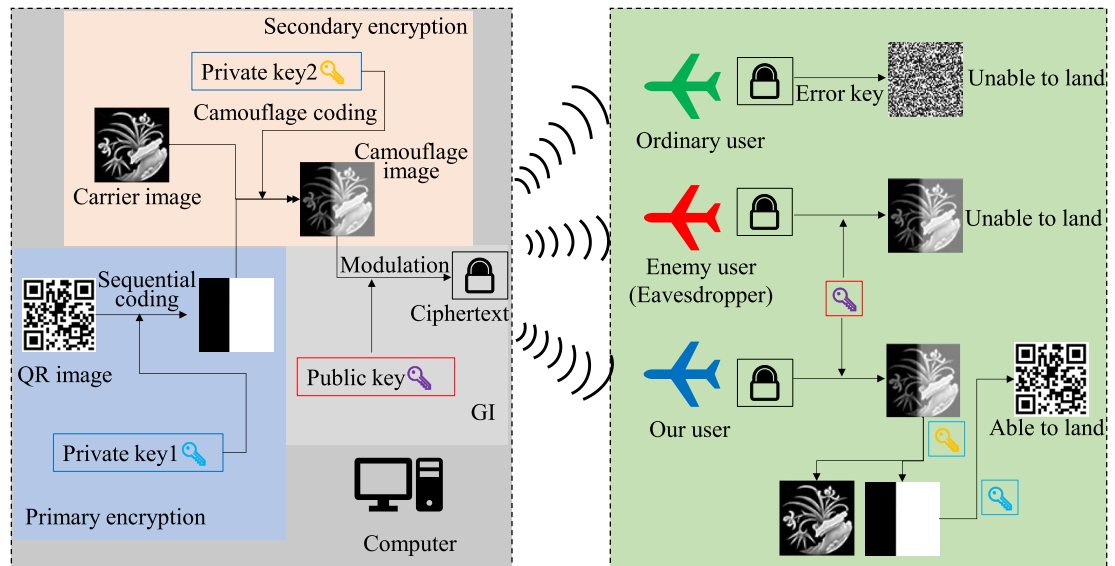 Secondary encryption
Private key2
Camouflage coding
Carrier image
Camouflage
image
Sequential
coding
QR image
Private key1
Primary encryption
Modulation
Ciphertext
Public key
GI
Computer
Ordinary user
Error key
Unable to land
Enemy user
(Eavesdropper)
Unable to land
Our user
Able to land